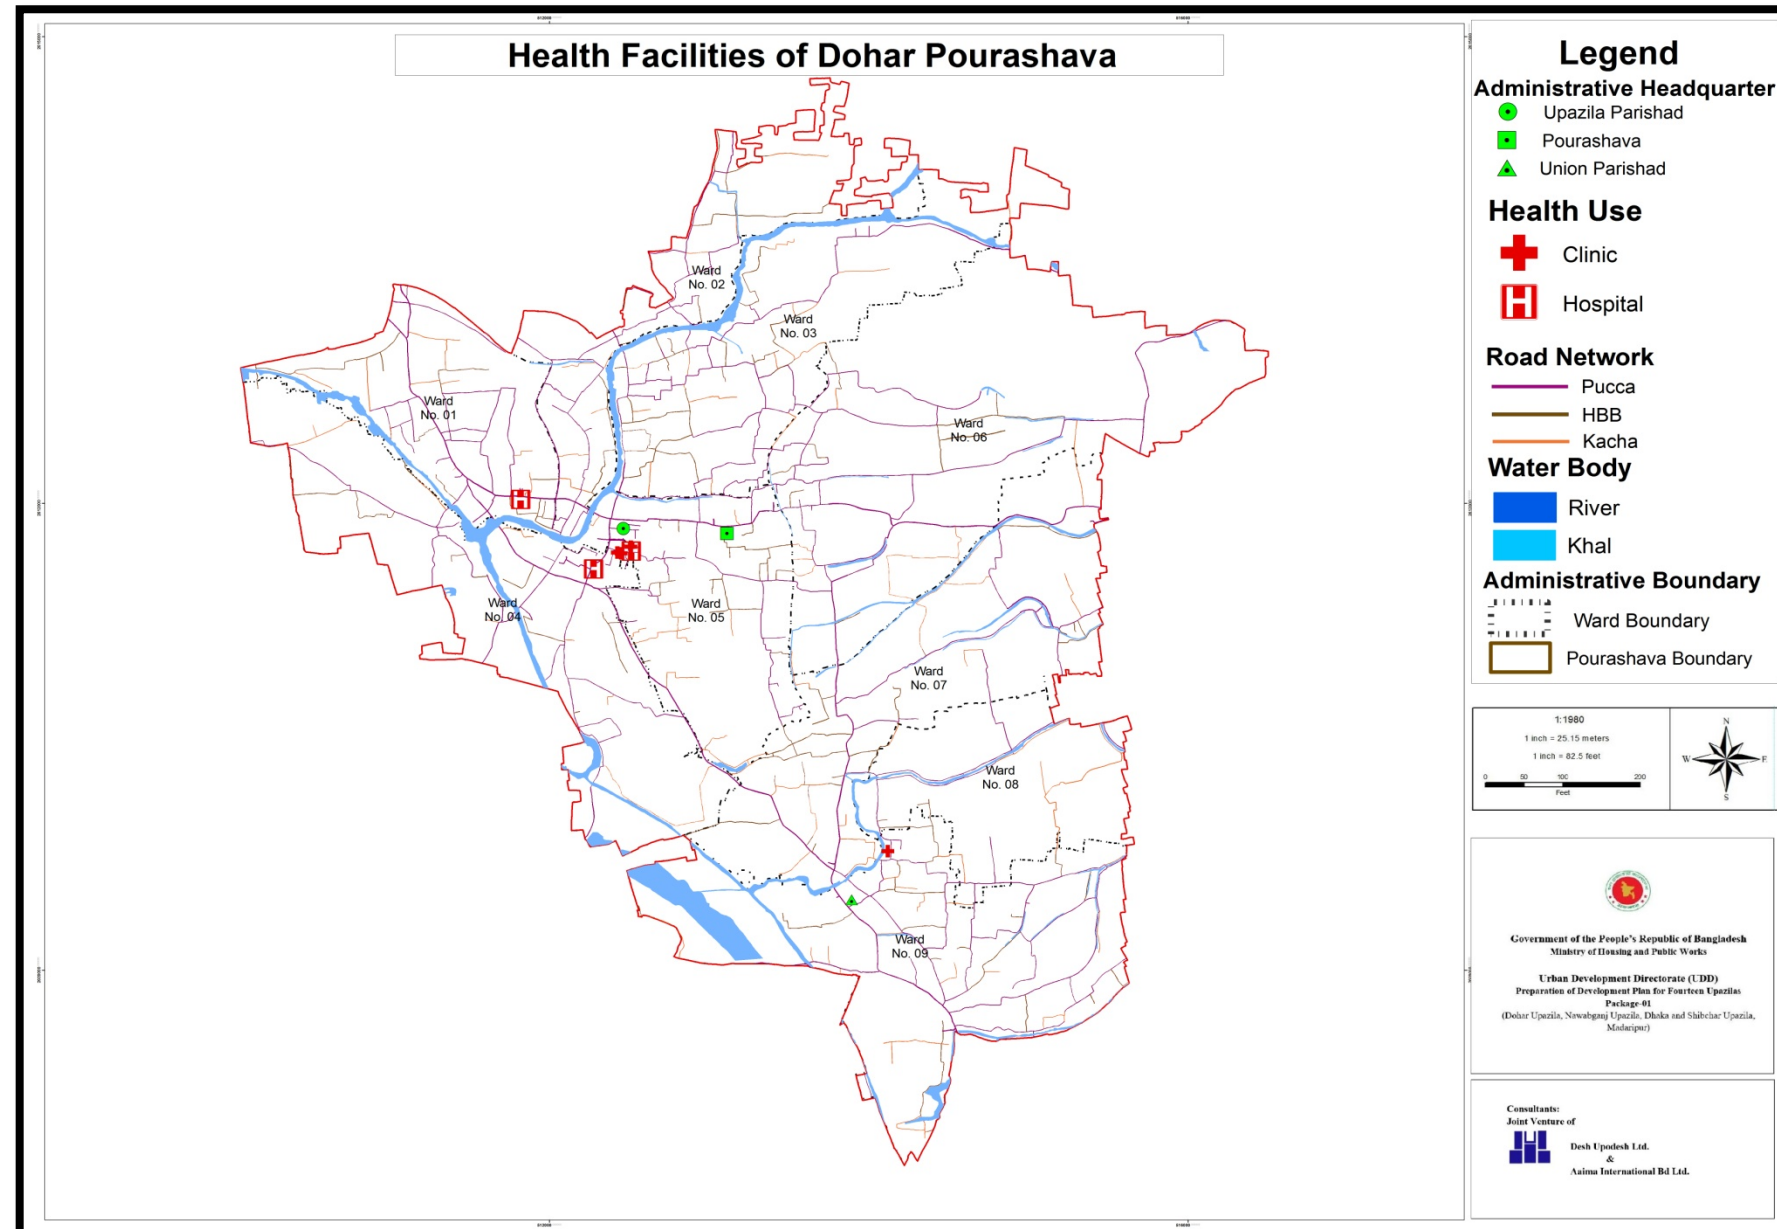 Health Facilities of Dohar Pourashava
Ward
No. 02
Ward
No. 03
Ward
No. 01
Ward
No. 06
Ward
No. 04
Ward
No. 05
Ward
No. 07
Ward
No. 08
Ward
No. 09
H
H
H
Legend
Administrative Headquarter
Upazila Parishad
Pourashava
Union Parishad
Health Use
Clinic
H Hospital
Road Network
Pucca
HBB
Kacha
Water Body
River
Khal
Administrative Boundary
Ward Boundary
Pourashava Boundary
1:1980
1 inch = 25.15 meters
1 inch = 82.5 feet
0 50 100 200
Feet
N
W E
S
Government of the People's Republic of Bangladesh
Ministry of Housing and Public Works
Urban Development Directorate (UDD)
Preparation of Development Plan for Fourteen Upazilas
Package-01
(Dohar Upazila, Nawabganj Upazila, Dhaka and Shibchar Upazila,
Madaripur)
Consultants:
Joint Venture of
Desh Upodesh Ltd.
&
Aaima International Bd Ltd.